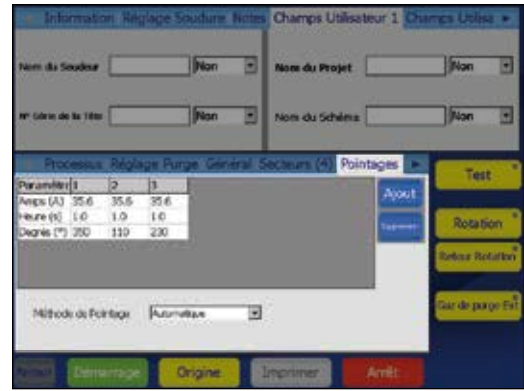 Information Réglage Soudure Notes Champs Utilisateur 1 Champs Utilisa
Nom du Soudeur Non Nom du Projet Non
N° Série de la Tête Non Nom du Schéma Non
Processus Réglage Purge Général Secteurs (4) Pointages
Paramètre 1 2 3
Amps (A) 35.6 35.6 35.6
Heure (s) 1.0 1.0 1.0
Degrés (°) 350 110 230
Ajout
Supprimer
Méthode de Pointage Automatique
Test
Rotation
Retour Rotation
Gaz de purge Ext
Démarrage Origine Imprimer Arrêt